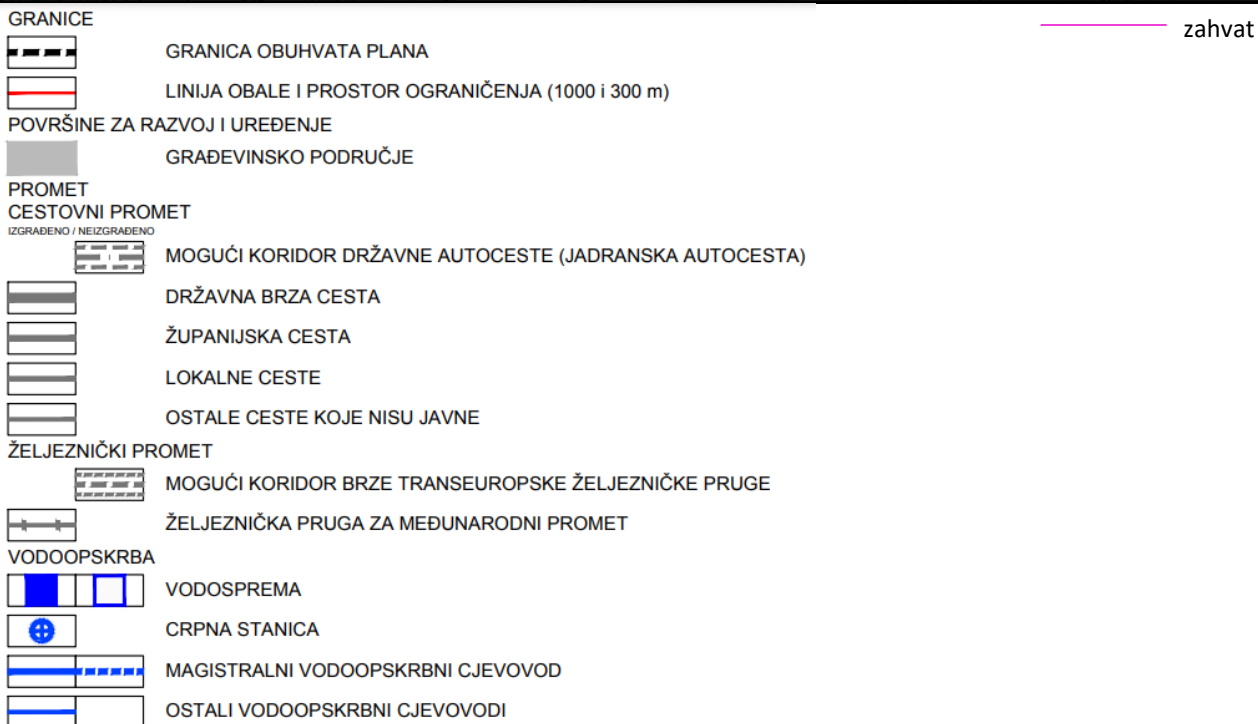 GRANICE
zahvat
GRANICA OBUHVATA PLANA
LINIJA OBALE I PROSTOR OGRANIČENJA (1000 i 300 m)
POVRŠINE ZA RAZVOJ I UREĐENJE
GRAĐEVINSKO PODRUČJE
PROMET
CESTOVNI PROMET
IZGRAĐENO / NEIZGRAĐENO
MOGUĆI KORIDOR DRŽAVNE AUTOCESTE (JADRANSKA AUTOCESTA)
DRŽAVNA BRZA CESTA
ŽUPANIJSKA CESTA
LOKALNE CESTE
OSTALE CESTE KOJE NISU JAVNE
ŽELJEZNIČKI PROMET
MOGUĆI KORIDOR BRZE TRANSEUROPSKE ŽELJEZNIČKE PRUGE
ŽELJEZNIČKA PRUGA ZA MEĐUNARODNI PROMET
VODOOPSKRBA
VODOSPREMA
CRPNA STANICA
MAGISTRALNI VODOOPSKRBNI CJEVOVOD
OSTALI VODOOPSKRBNI CJEVOVODI